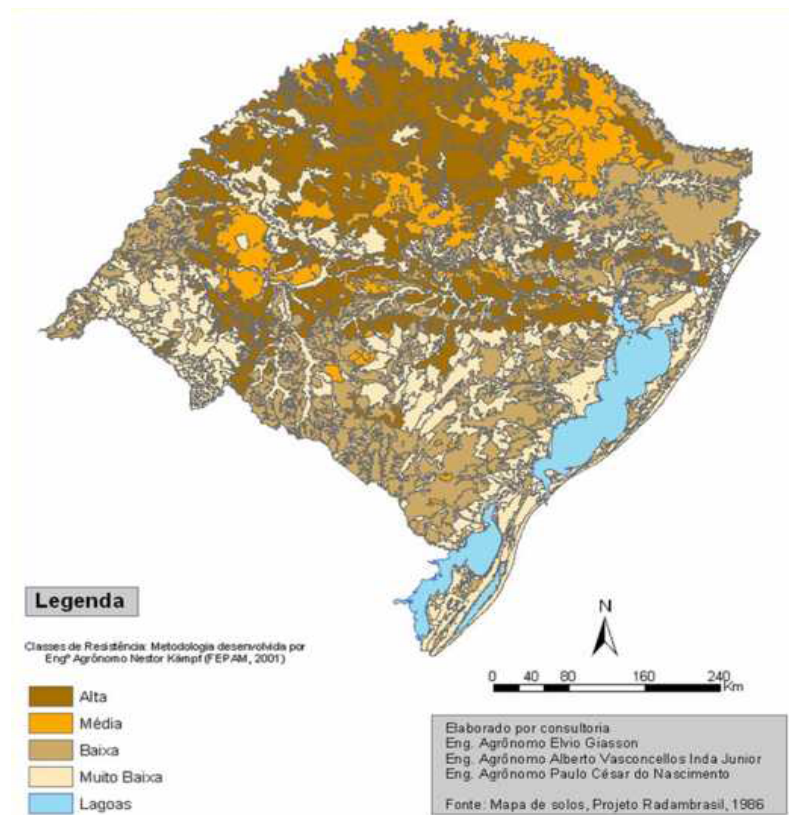 Legenda
Classes de Resistência: Metodologia desenvolvida por
Engº Agrônomo Nestor Kämpf (FEPAM, 2001)
Alta
Média
Baixa
Muito Baixa
Lagoas
N
0 40 80 160 240
Km
Elaborado por consultoria
Eng. Agrônomo Elvio Giasson
Eng. Agrônomo Alberto Vasconcellos Inda Junior
Eng. Agrônomo Paulo César do Nascimento
Fonte: Mapa de solos, Projeto Radambrasil, 1986